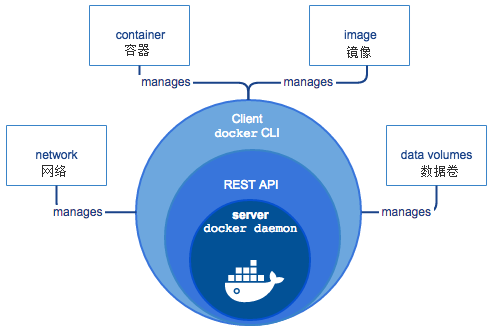 container
容器
image
镜像
manages
manages
Client
docker CLI
network
网络
data volumes
数据卷
REST API
manages
manages
server
docker daemon